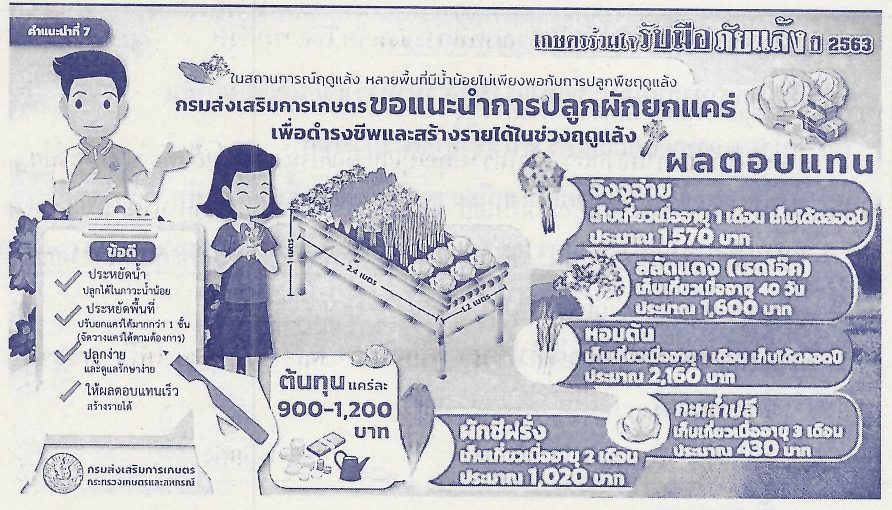 คำแนะนำที่ 7
เกษตรร่วมใจรับมือภัยแล้ง ปี 2563
ในสถานการณ์ฤดูแล้ง หลายพื้นที่มีน้ำน้อยไม่เพียงพอกับการปลูกพืชฤดูแล้ง
กรมส่งเสริมการเกษตร ขอแนะนำการปลูกผักยกแคร่
เพื่อดำรงชีพและสร้างรายได้ในช่วงฤดูแล้ง
ข้อดี
ประหยัดน้ำ
ปลูกได้ในภาวะน้ำน้อย
ประหยัดพื้นที่
ปรับยกแคร่ได้มากกว่า 1 ชั้น
(จัดวางแคร่ได้ตามต้องการ)
ปลูกง่าย
และดูแลรักษาง่าย
ให้ผลตอบแทนเร็ว
สร้างรายได้
กรมส่งเสริมการเกษตร
กระทรวงเกษตรและสหกรณ์
1 เมตร
2.4 เมตร
1.2 เมตร
ต้นทุน แคร่ละ
900-1,200
บาท
ผลตอบแทน
จิงจูฉ่าย
เก็บเกี่ยวเมื่ออายุ 1 เดือน เก็บได้ตลอดปี
ประมาณ 1,570 บาท
สลัดแดง (เรดโอ๊ค)
เก็บเกี่ยวเมื่ออายุ 40 วัน
ประมาณ 1,600 บาท
หอมต้น
เก็บเกี่ยวเมื่ออายุ 1 เดือน เก็บได้ตลอดปี
ประมาณ 2,160 บาท
กะหล่ำปลี
เก็บเกี่ยวเมื่ออายุ 3 เดือน
ประมาณ 430 บาท
ผักชีฝรั่ง
เก็บเกี่ยวเมื่ออายุ 2 เดือน
ประมาณ 1,020 บาท